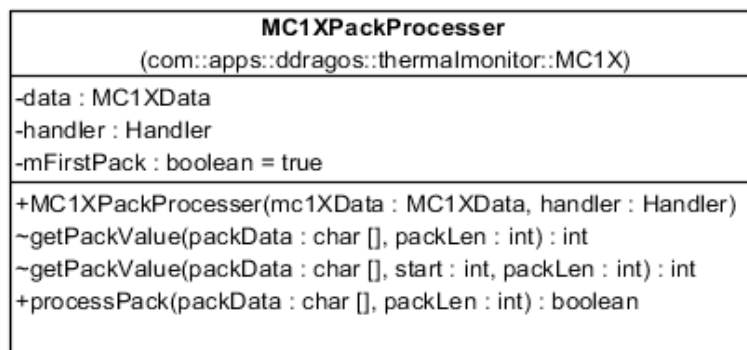 MC1XPackProcesser
(com::apps::ddragos::thermalmonitor::MC1X)
-data : MC1XData
-handler : Handler
-mFirstPack : boolean = true
+MC1XPackProcesser(mc1XData : MC1XData, handler : Handler)
~getPackValue(packData : char [], packLen : int) : int
~getPackValue(packData : char [], start : int, packLen : int) : int
+processPack(packData : char [], packLen : int) : boolean